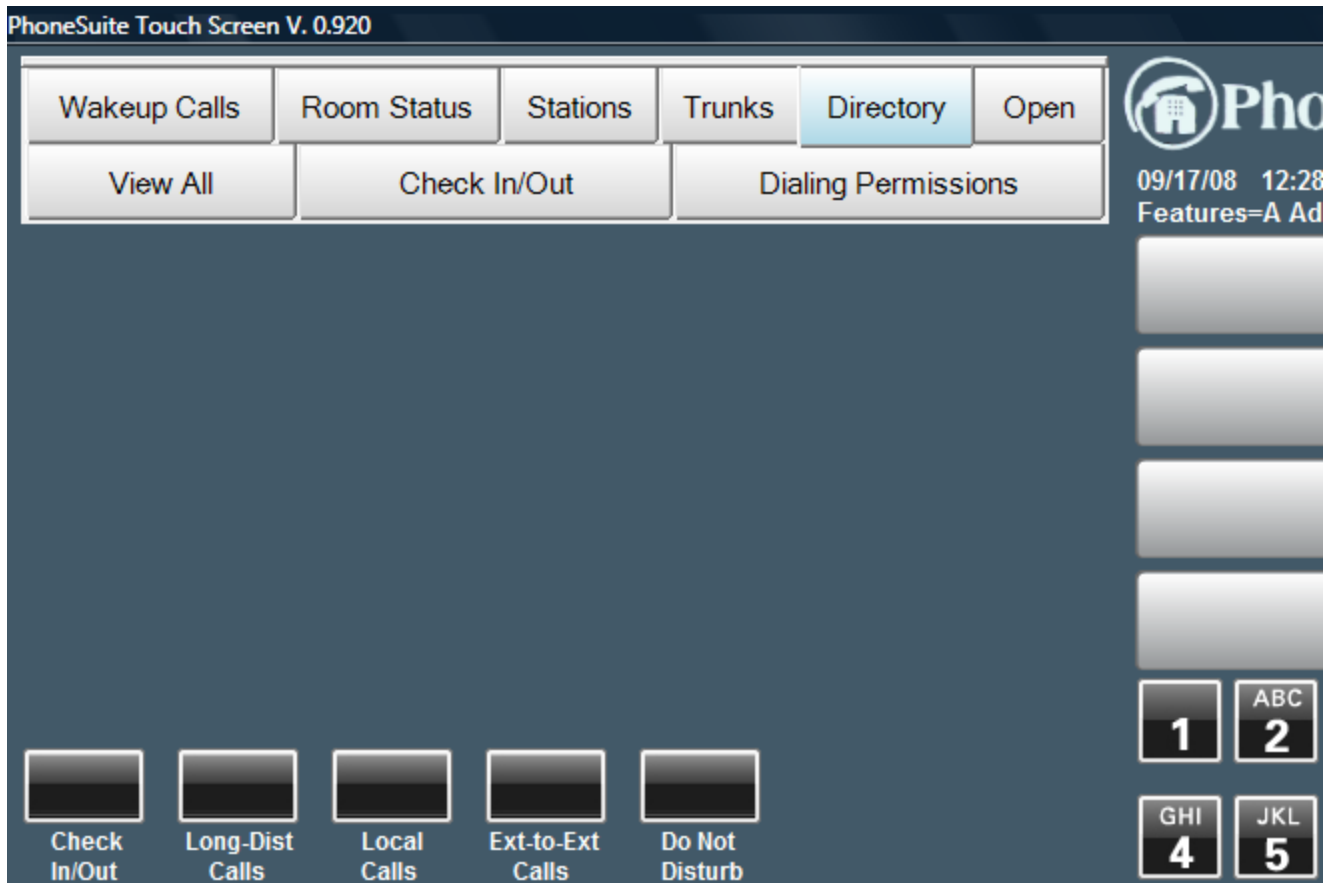 PhoneSuite Touch Screen V. 0.920
Wakeup Calls Room Status Stations Trunks Directory Open
View All Check In/Out Dialing Permissions
Pho
09/17/08 12:28
Features=A Ad
1 ABC 2
GHI 4 JKL 5
Check In/Out
Long-Dist Calls
Local Calls
Ext-to-Ext Calls
Do Not Disturb